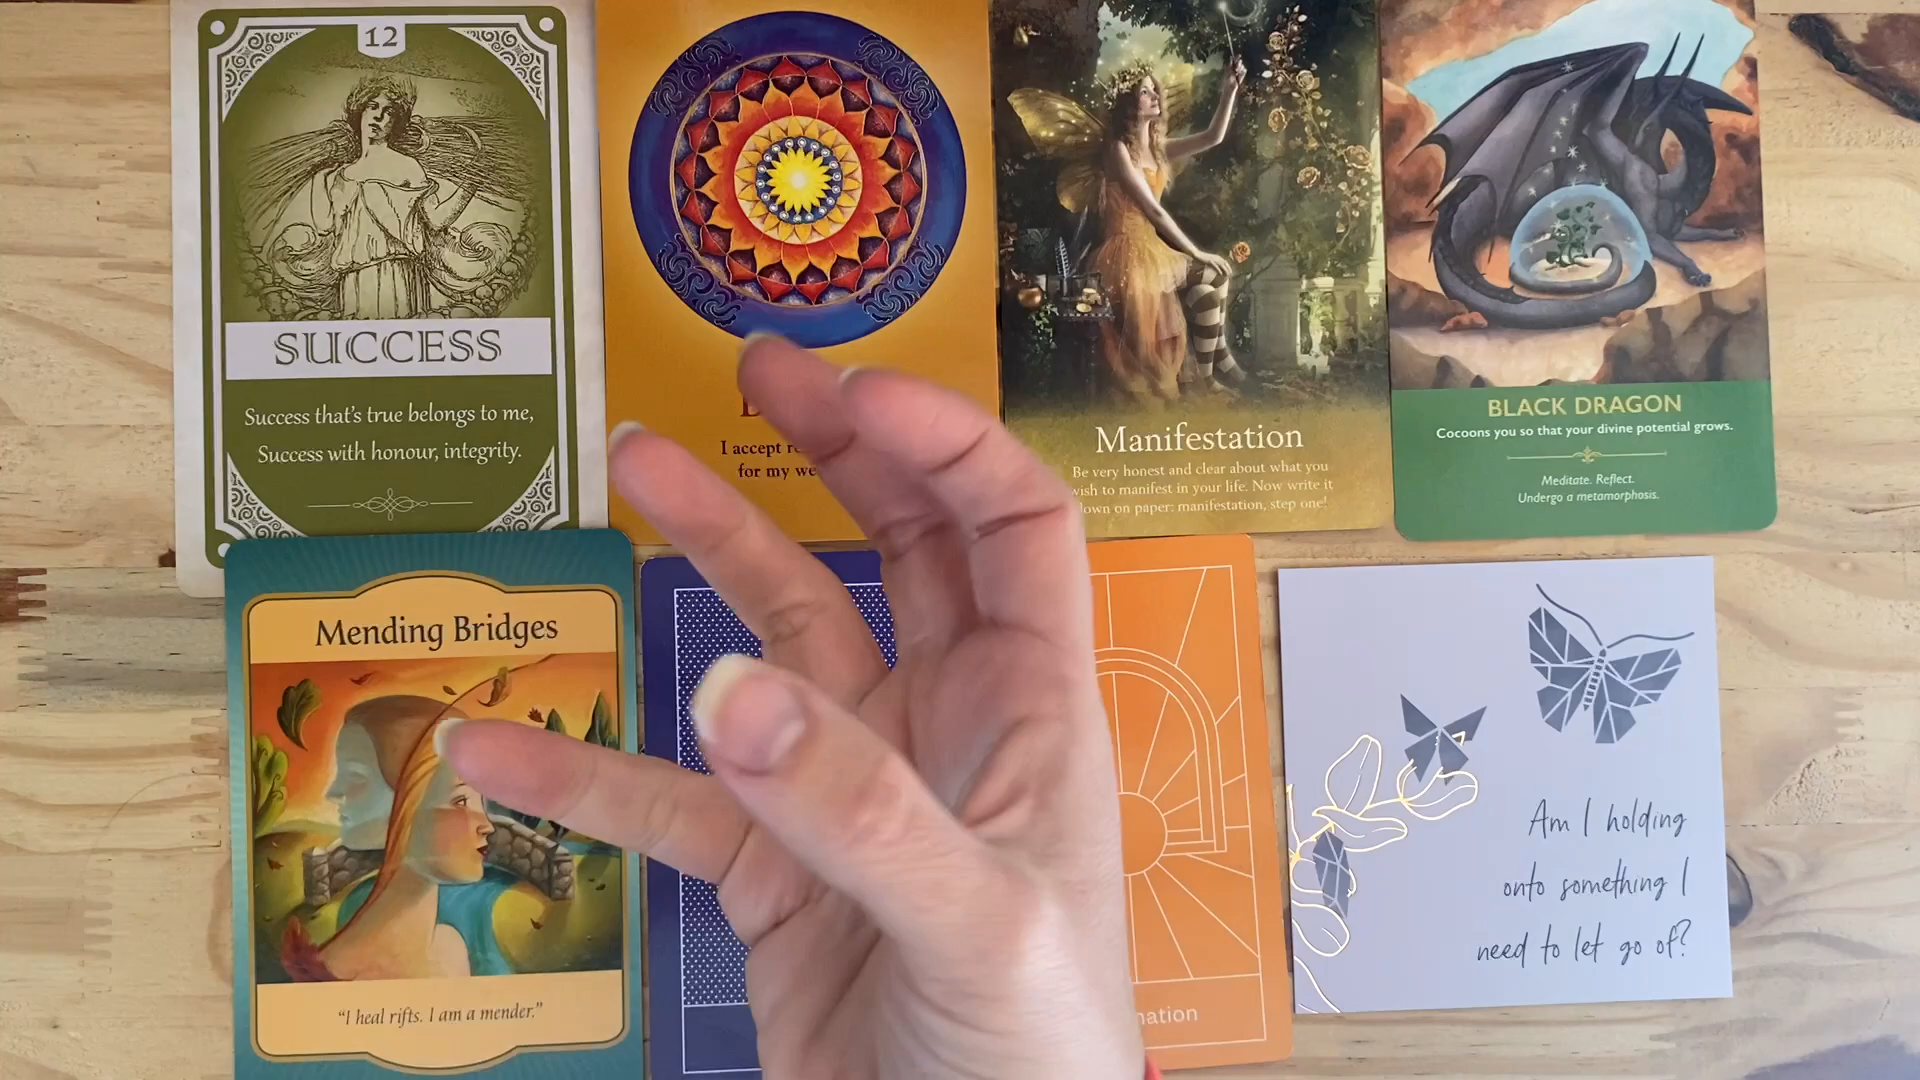 12
SUCCESS
Success that's true belongs to me,
Success with honour, integrity.
I accept
for my
Manifestation
Be very honest and clear about what you
wish to manifest in your life. Now write it
down on paper: manifestation, step one!
BLACK DRAGON
Cocoons you so that your divine potential grows.
Meditate. Reflect.
Undergo a metamorphosis.
Mending Bridges
"I heal rifts. I am a mender."
Am I holding
onto something I
need to let go of?